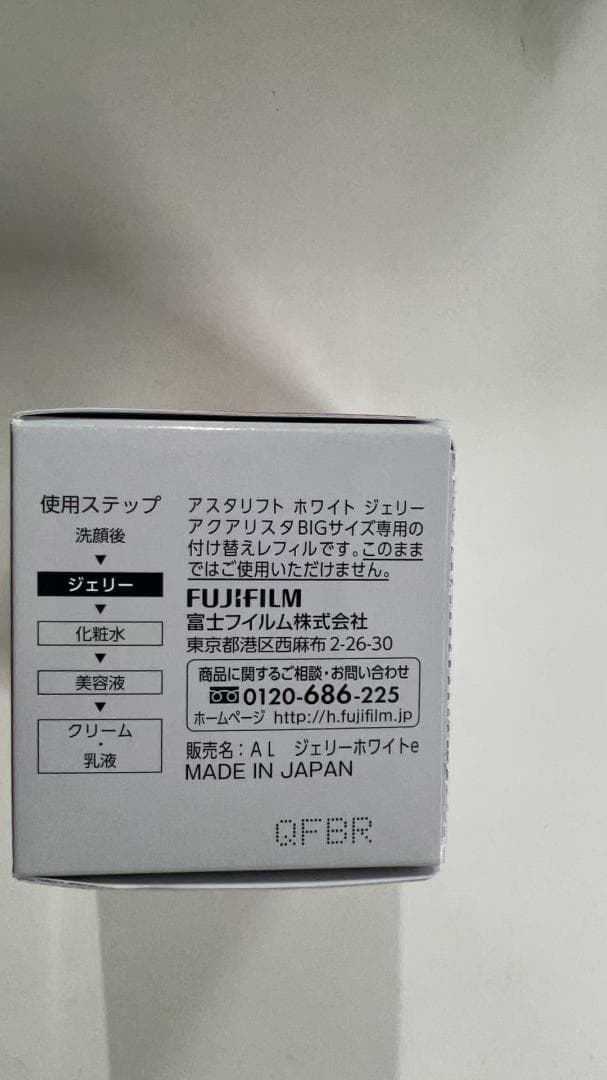 使用ステップ
洗顔後
▼
ジェリー
▼
化粧水
▼
美容液
▼
クリーム
・
乳液
アスタリフト ホワイト ジェリー
アクアリスタBIGサイズ専用の
付け替えレフィルです。このまま
ではご使用いただけません。
FUJIFILM
富士フイルム株式会社
東京都港区西麻布2-26-30
商品に関するご相談・お問い合わせ
0120-686-225
ホームページ http://h.fujifilm.jp
販売名：AL ジェリーホワイトe
MADE IN JAPAN
QFBR